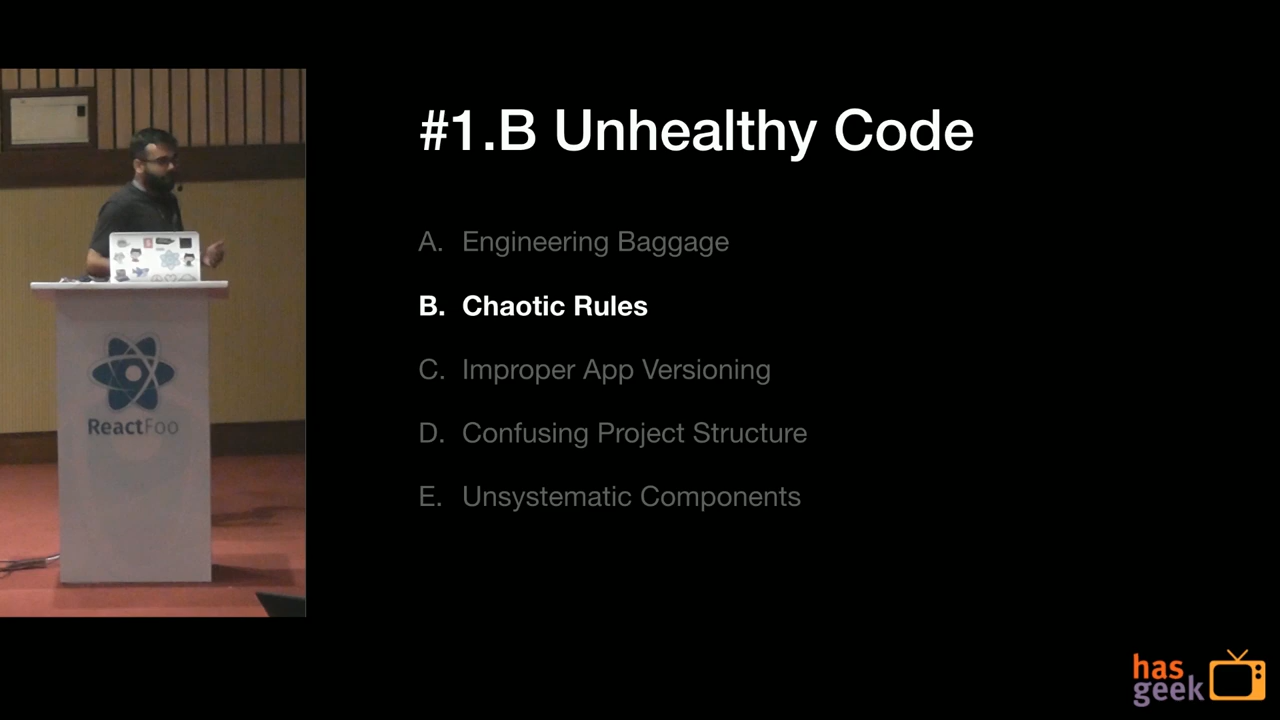 #1.B Unhealthy Code
A. Engineering Baggage
B. Chaotic Rules
C. Improper App Versioning
D. Confusing Project Structure
E. Unsystematic Components
ReactFoo
has
geek